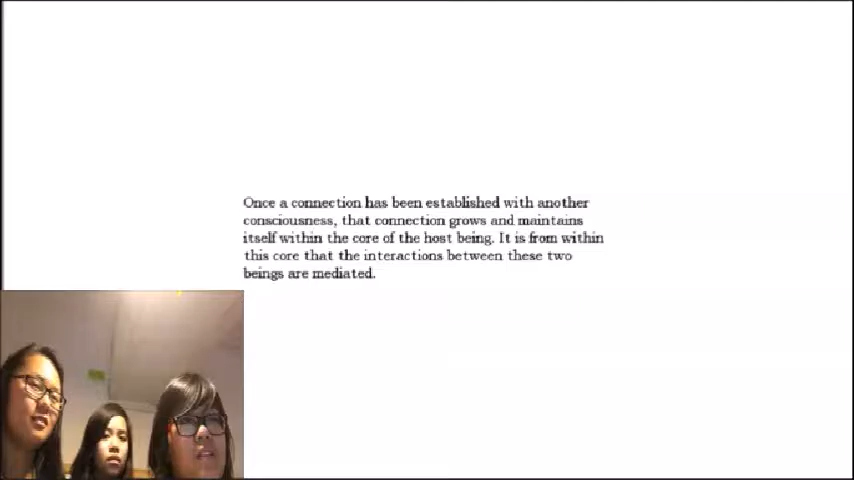 Once a connection has been established with another
consciousness, that connection grows and maintains
itself within the core of the host being. It is from within
this core that the interactions between these two
beings are mediated.